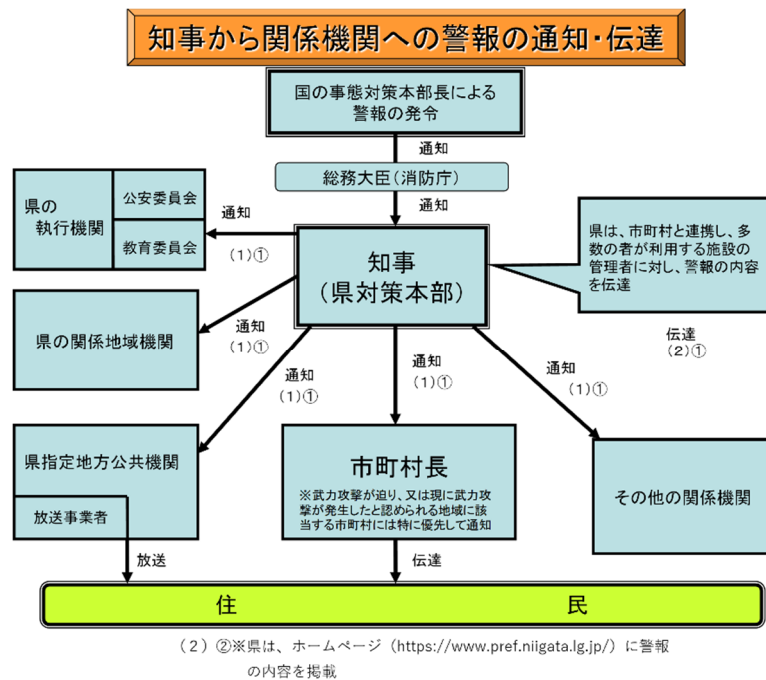 知事から関係機関への警報の通知・伝達
国の事態対策本部長による
警報の発令
通知
総務大臣(消防庁)
通知
県の
執行機関
公安委員会
教育委員会
通知
(1)①
知事
(県対策本部)
県は、市町村と連携し、多
数の者が利用する施設の
管理者に対し、警報の内容
を伝達
伝達
(2)①
県の関係地域機関
通知
(1)①
通知
(1)①
通知
(1)①
通知
(1)①
県指定地方公共機関
放送事業者
市町村長
※武力攻撃が迫り、又は現に武力攻
撃が発生したと認められる地域に該
当する市町村には特に優先して通知
その他の関係機関
放送
伝達
住 民
(2)②※県は、ホームページ(https://www.pref.niigata.lg.jp/)に警報
の内容を掲載